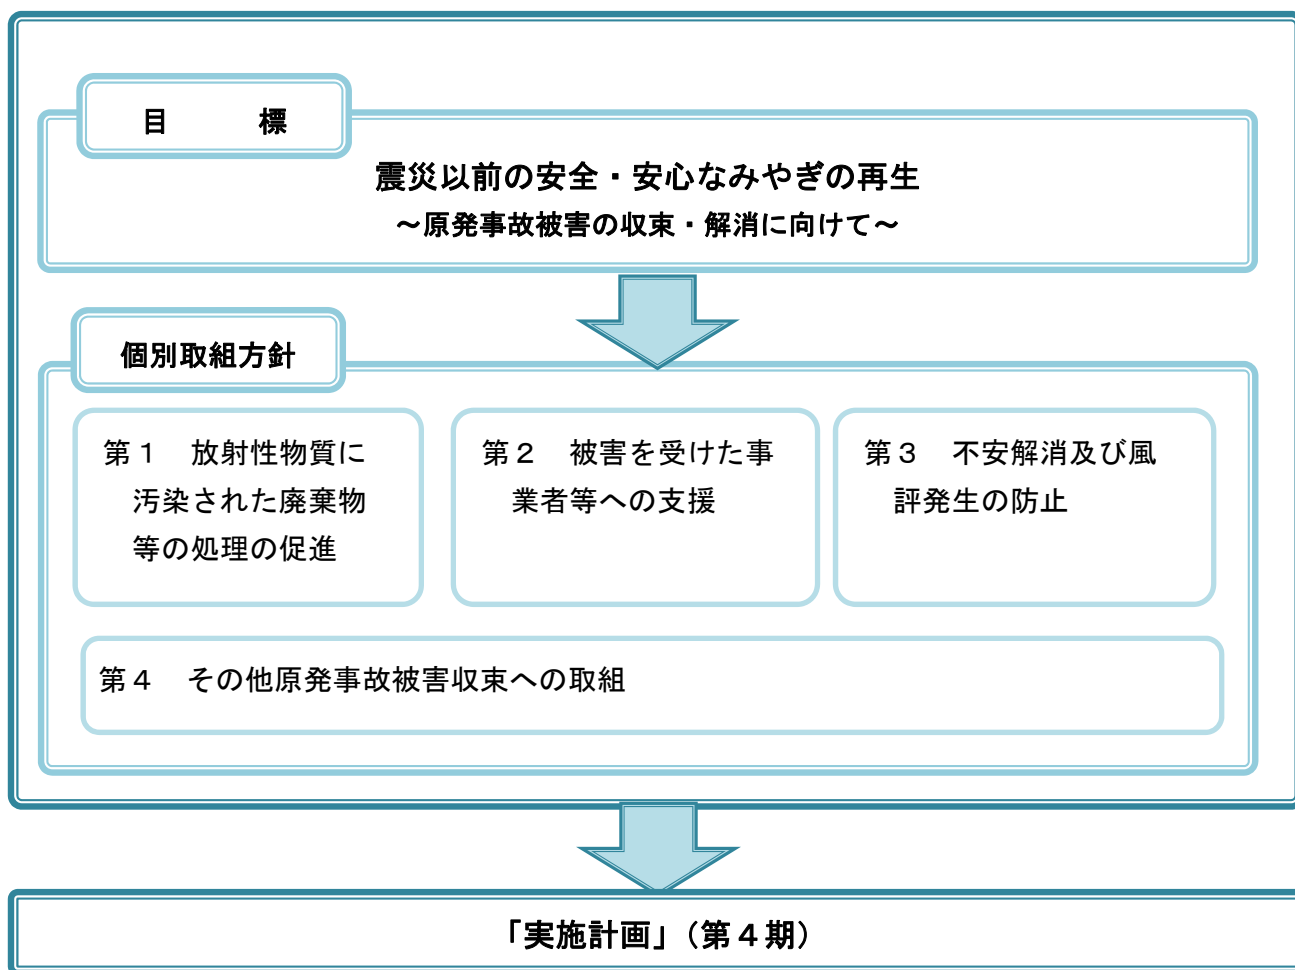 目　　　標
震災以前の安全・安心なみやぎの再生
～原発事故被害の収束・解消に向けて～
個別取組方針
第１　放射性物質に
汚染された廃棄物
等の処理の促進
第２　被害を受けた事
業者等への支援
第３　不安解消及び風
評発生の防止
第４　その他原発事故被害収束への取組
「実施計画」（第４期）